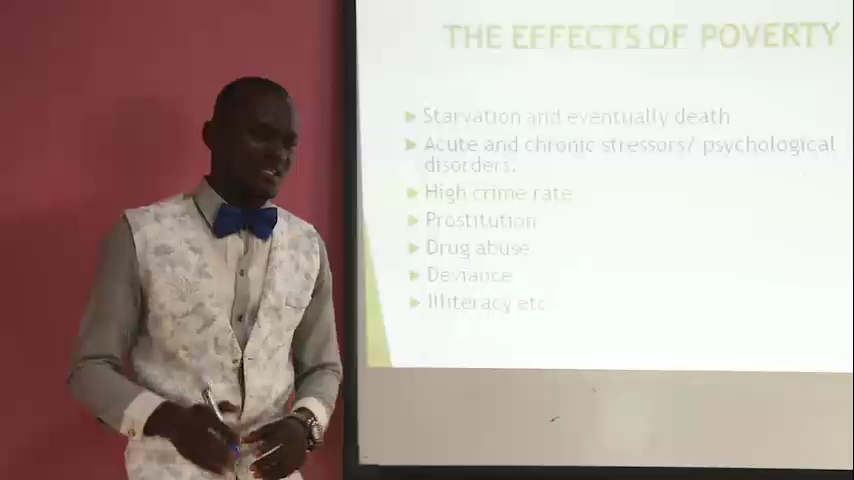 THE EFFECTS OF POVERTY
Starvation and eventually death
Acute and chronic stressors/ psychological
disorders.
High crime rate
Prostitution
Drug abuse
Deviance
Illiteracy etc